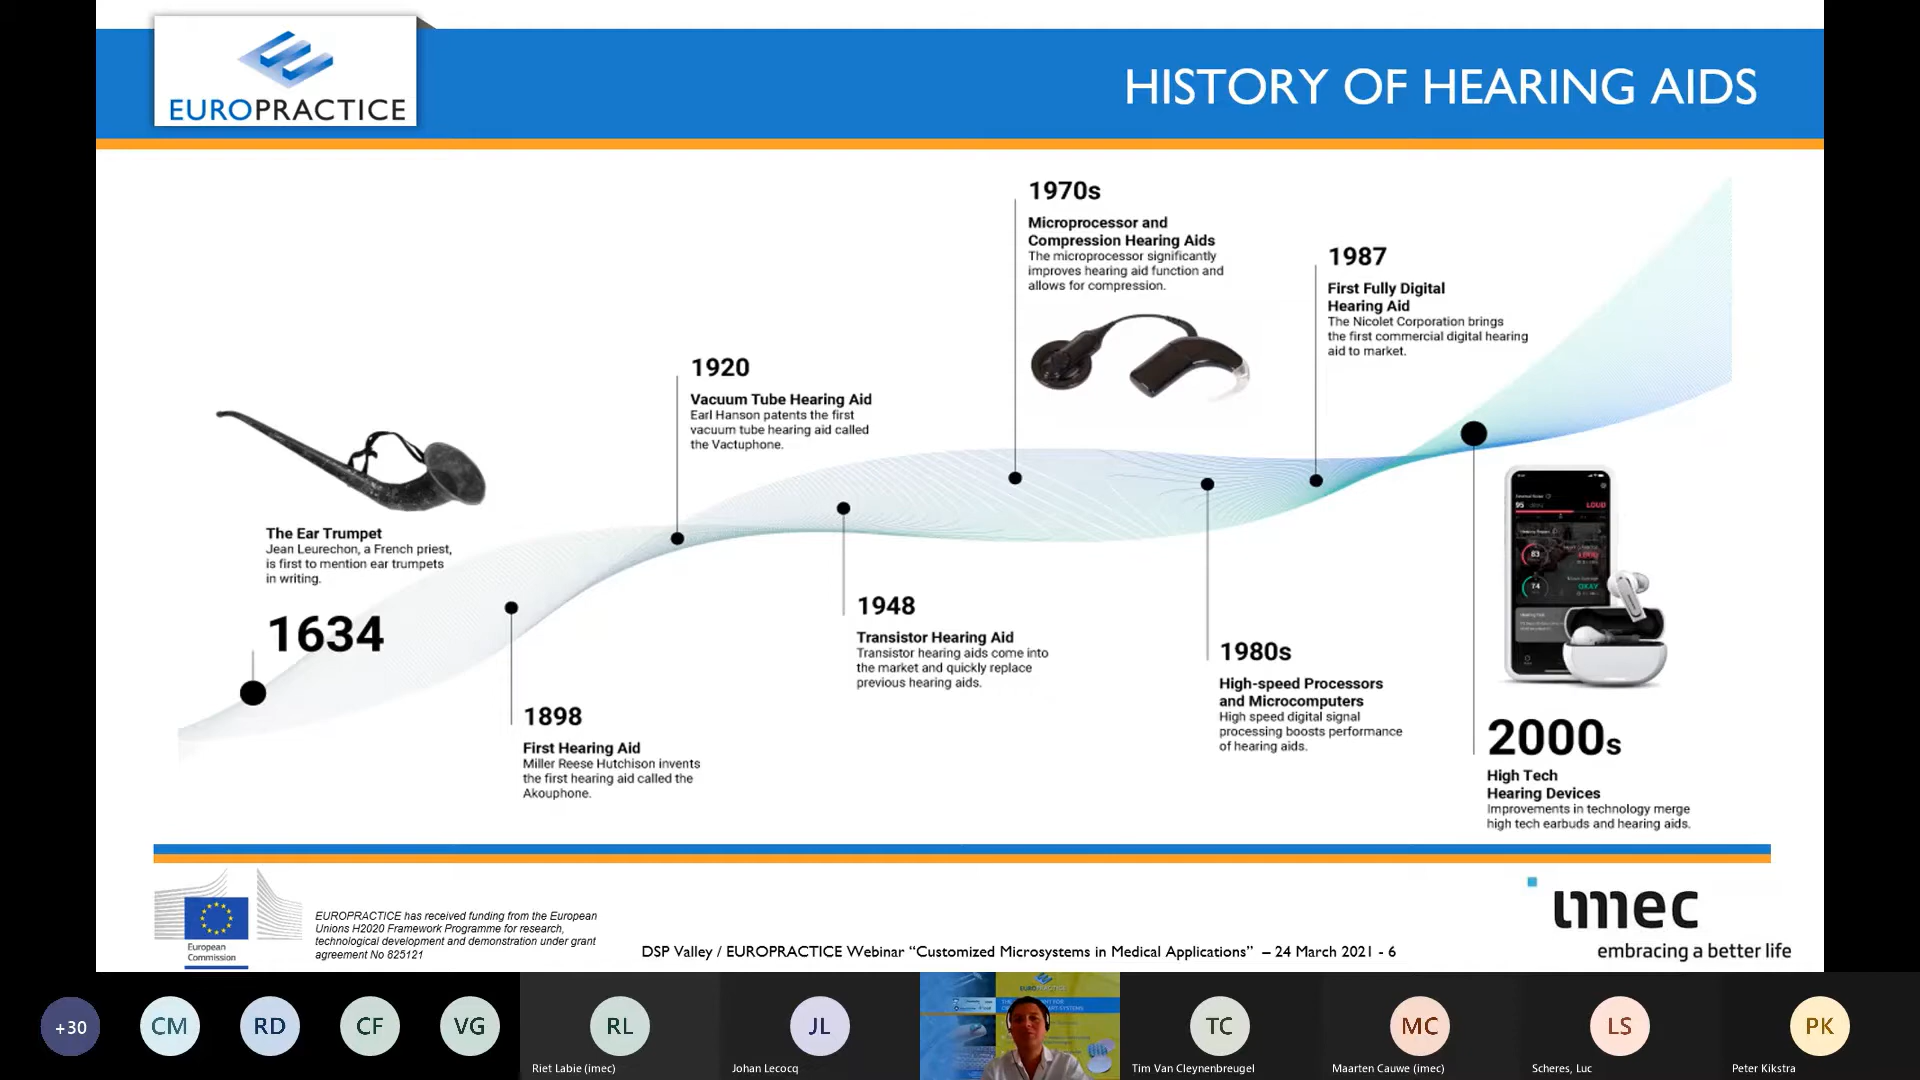 EUROPRACTICE
HISTORY OF HEARING AIDS
The Ear Trumpet
Jean Leurechon, a French priest,
is first to mention ear trumpets
in writing.
1634
1898
First Hearing Aid
Miller Reese Hutchison invents
the first hearing aid called the
Akouphone.
1920
Vacuum Tube Hearing Aid
Earl Hanson patents the first
vacuum tube hearing aid called
the Vactuphone.
1948
Transistor Hearing Aid
Transistor hearing aids come into
the market and quickly replace
previous hearing aids.
1970s
Microprocessor and
Compression Hearing Aids
The microprocessor significantly
improves hearing aid function and
allows for compression.
1980s
High-speed Processors
and Microcomputers
High speed digital signal
processing boosts performance
of hearing aids.
1987
First Fully Digital
Hearing Aid
The Nicolet Corporation brings
the first commercial digital hearing
aid to market.
95
LOUD
83
LOUD
74
OKAY
2000s
High Tech
Hearing Devices
Improvements in technology merge
high tech earbuds and hearing aids.
European
Commission
EUROPRACTICE has received funding from the European
Unions H2020 Framework Programme for research,
technological development and demonstration under grant
agreement No 825121
DSP Valley / EUROPRACTICE Webinar “Customized Microsystems in Medical Applications” – 24 March 2021 - 6
imec
embracing a better life
+30
CM
RD
CF
VG
RL
Riet Labie (imec)
JL
Johan Lecocq
TC
Tim Van Cleynenbreugel
MC
Maarten Cauwe (imec)
LS
Scheres, Luc
PK
Peter Kikstra